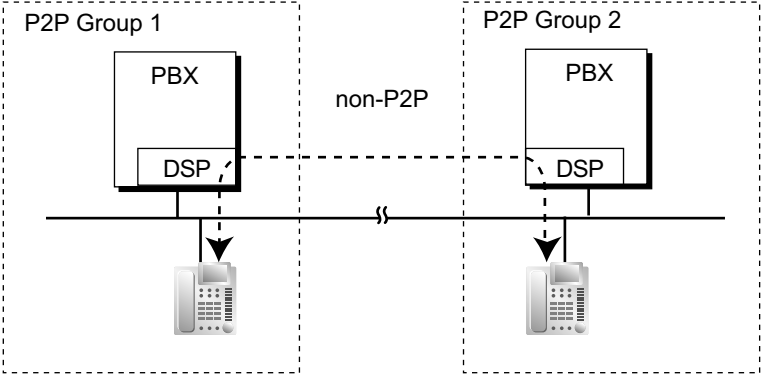 P2P Group 1
P2P Group 2
PBX
non-P2P
PBX
DSP
DSP